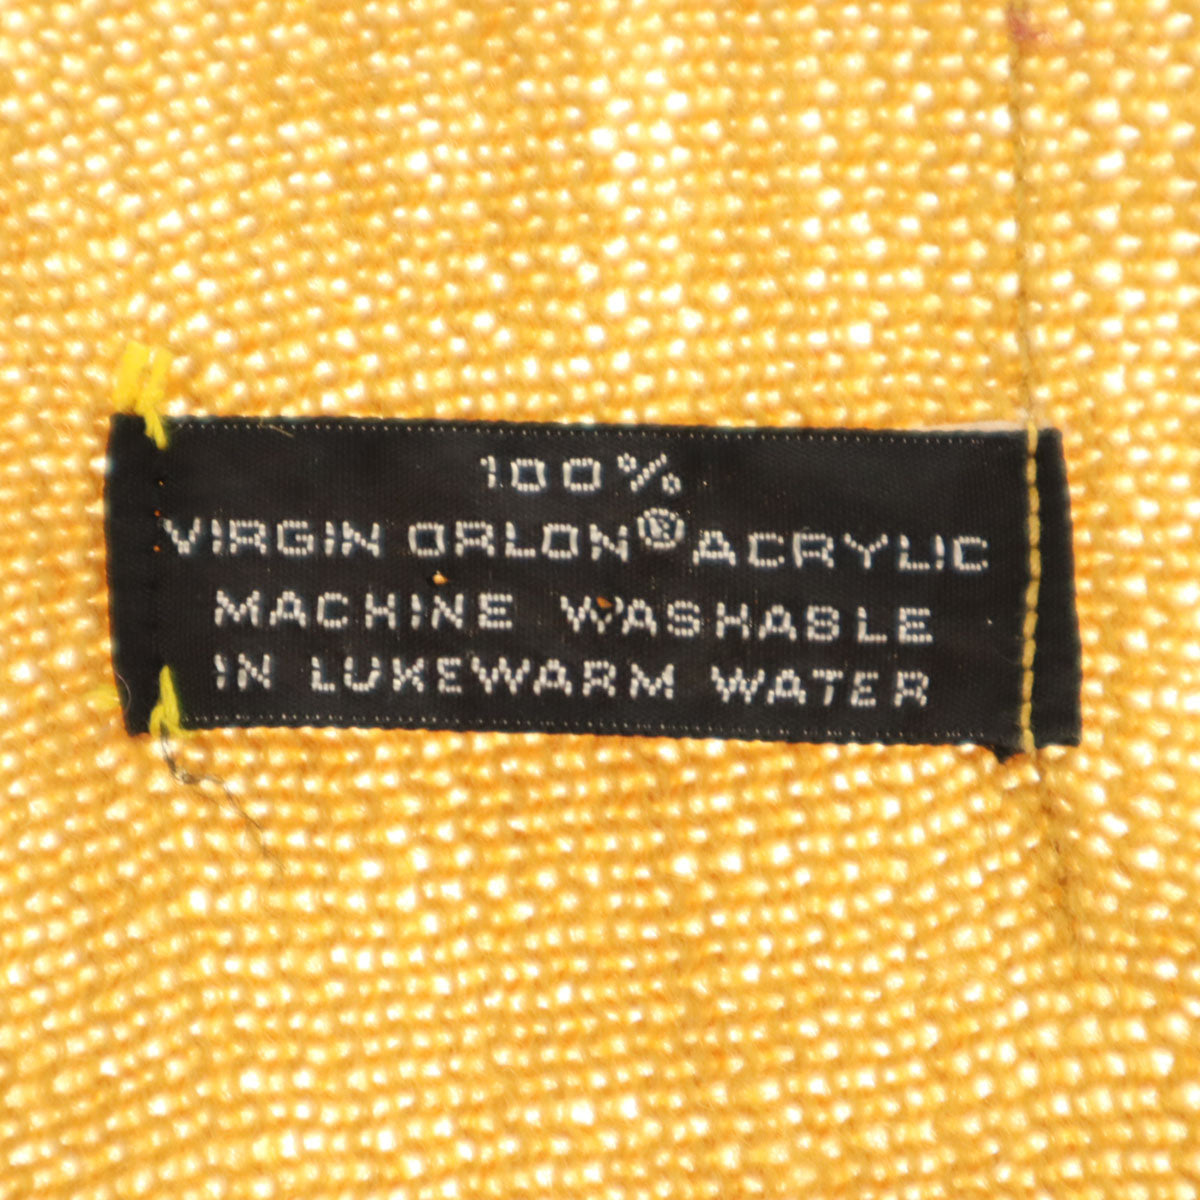 100%
VIRGIN ORLON® ACRYLIC
MACHINE WASHABLE
IN LUKEWARM WATER